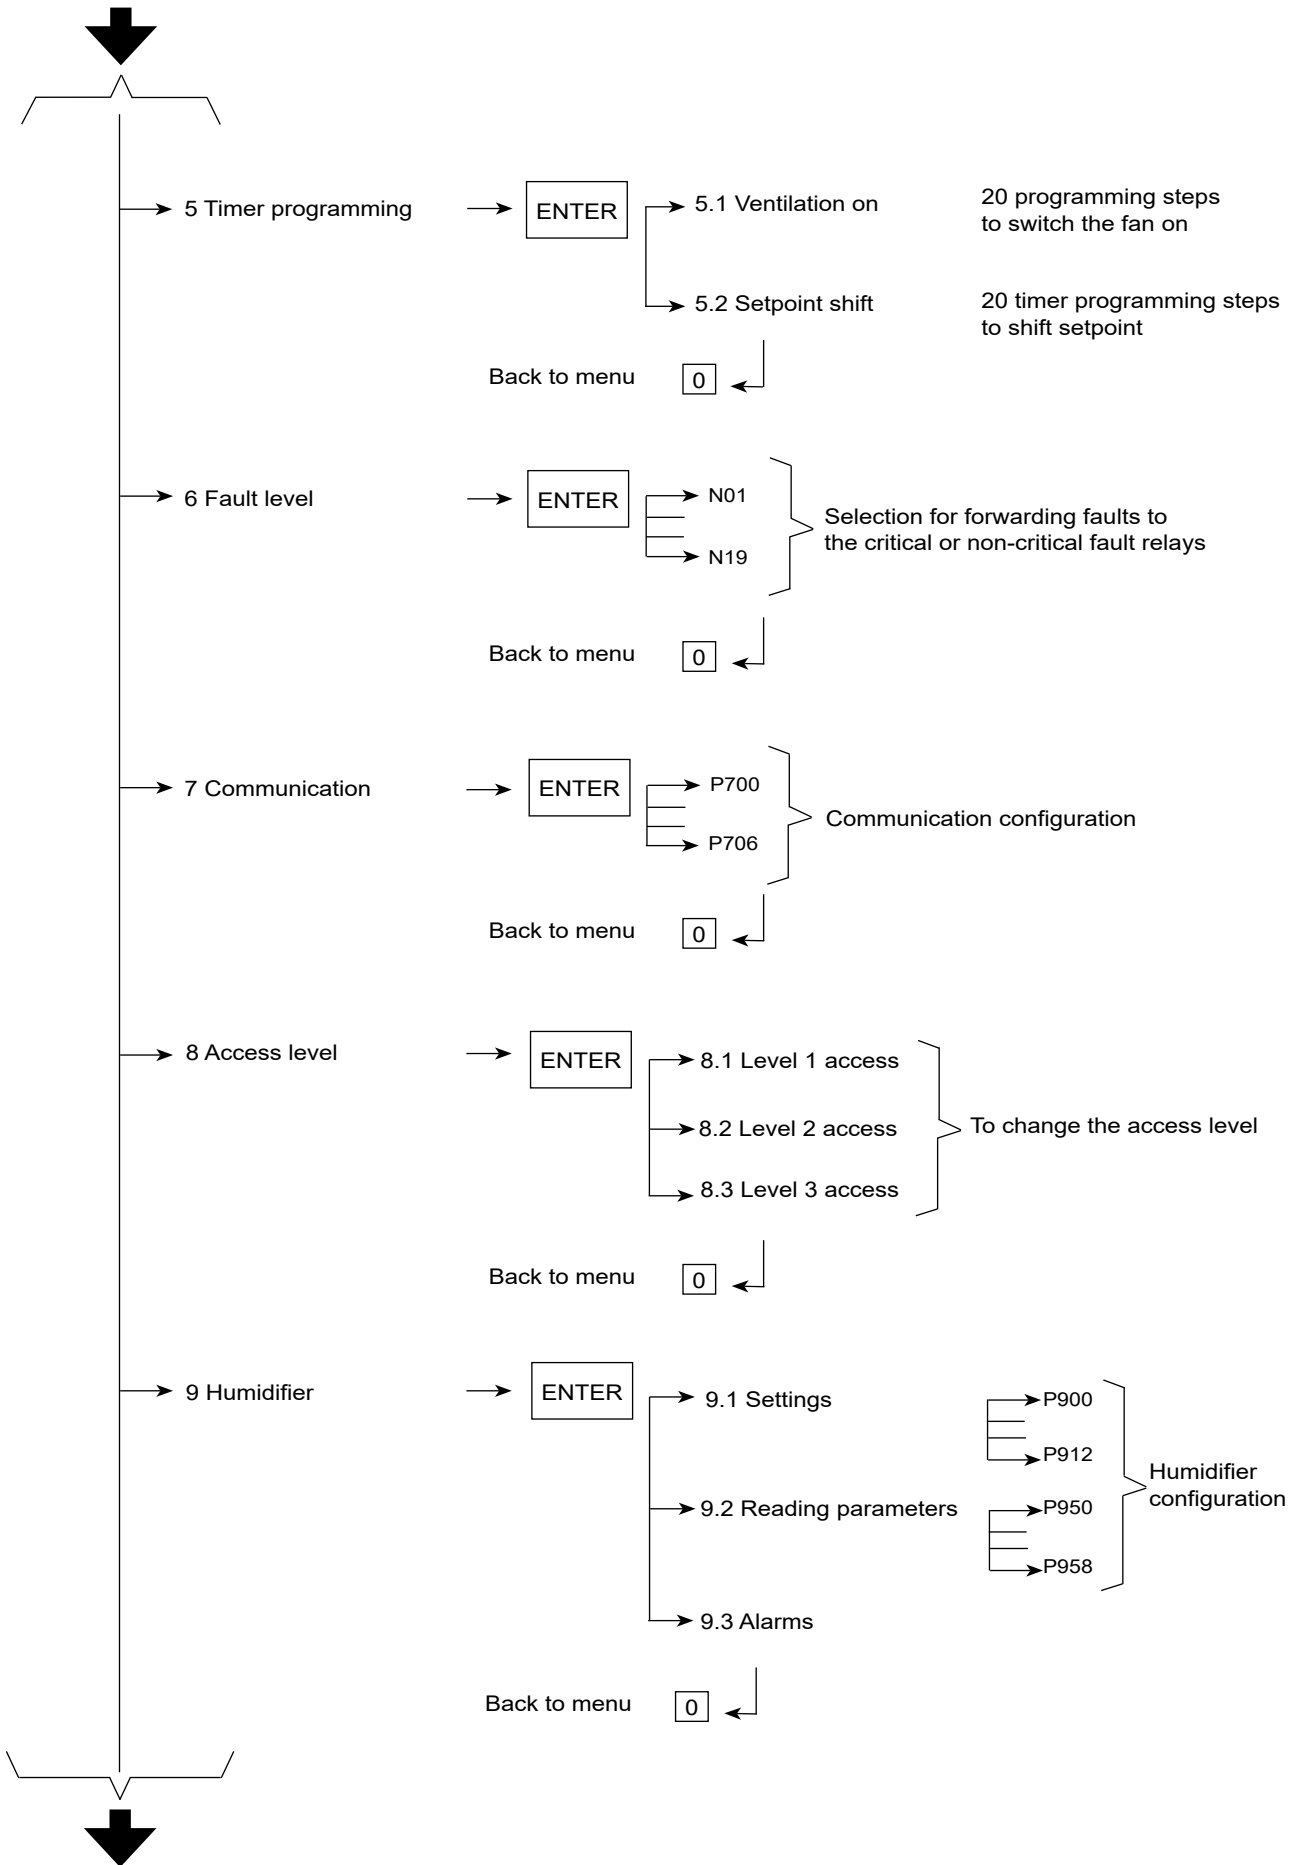 5 Timer programming
ENTER
5.1 Ventilation on
20 programming steps
to switch the fan on
5.2 Setpoint shift
20 timer programming steps
to shift setpoint
Back to menu
0
6 Fault level
ENTER
N01
N19
Selection for forwarding faults to
the critical or non-critical fault relays
Back to menu
0
7 Communication
ENTER
P700
P706
Communication configuration
Back to menu
0
8 Access level
ENTER
8.1 Level 1 access
8.2 Level 2 access
8.3 Level 3 access
To change the access level
Back to menu
0
9 Humidifier
ENTER
9.1 Settings
P900
P912
9.2 Reading parameters
P950
P958
Humidifier
configuration
9.3 Alarms
Back to menu
0